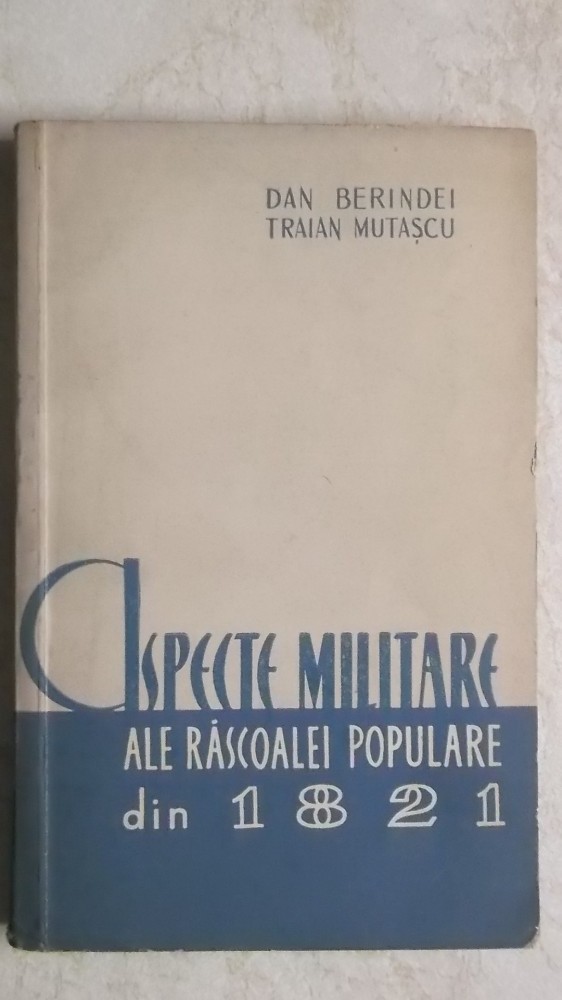 DAN BERINDEI
TRAIAN MUTAȘCU
ASPECTE MILITARE
ALE RĂSCOALEI POPULARE
din 1821